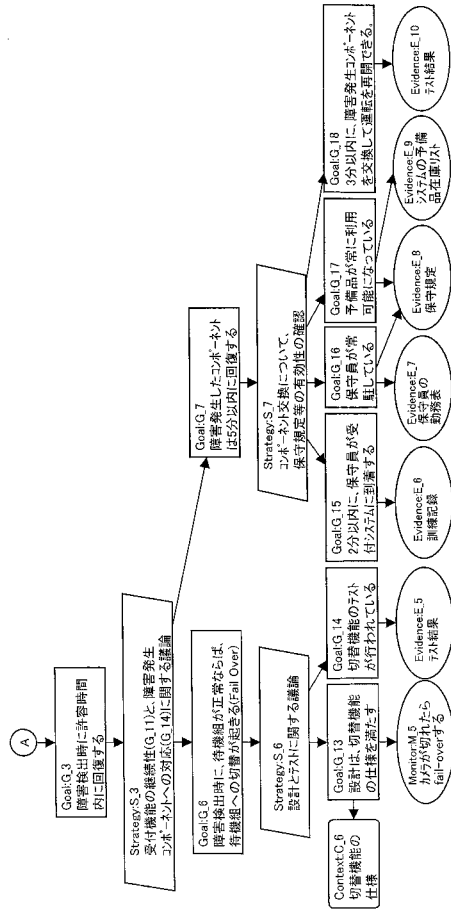 A
Goal:G_3
障害検出時に許容時間
内に回復する
Strategy:S_3
受付機能の継続性(G_11)と、障害発生
コンポーネントへの対応(G_14)に関する議論
Goal:G_6
障害検出時に、待機組が正常ならば、
待機組への切替が起きる(Fail Over)
Goal:G_7
障害発生したコンポーネント
は5分以内に回復する
Strategy:S_6
設計とテストに関する議論
Strategy:S_7
コンポーネント交換について、
保守規定等の有効性の確認
Context:C_6
切替機能の
仕様
Goal:G_13
設計は、切替機能
の仕様を満たす
Goal:G_14
切替機能のテスト
が行われている
Goal:G_15
2分以内に、保守員が受
付システムに到着する
Goal:G_16
保守員が常
駐している
Goal:G_17
予備品が常に利用
可能になっている
Goal:G_18
3分以内に、障害発生コンポーネント
を交換して運転を再開できる。
Monitor:M_5
カメラが切れたら
fail-overする
Evidence:E_5
テスト結果
Evidence:E_6
訓練記録
Evidence:E_7
保守員の
勤務表
Evidence:E_8
保守規定
Evidence:E_9
システムの予備
品在庫リスト
Evidence:E_10
テスト結果